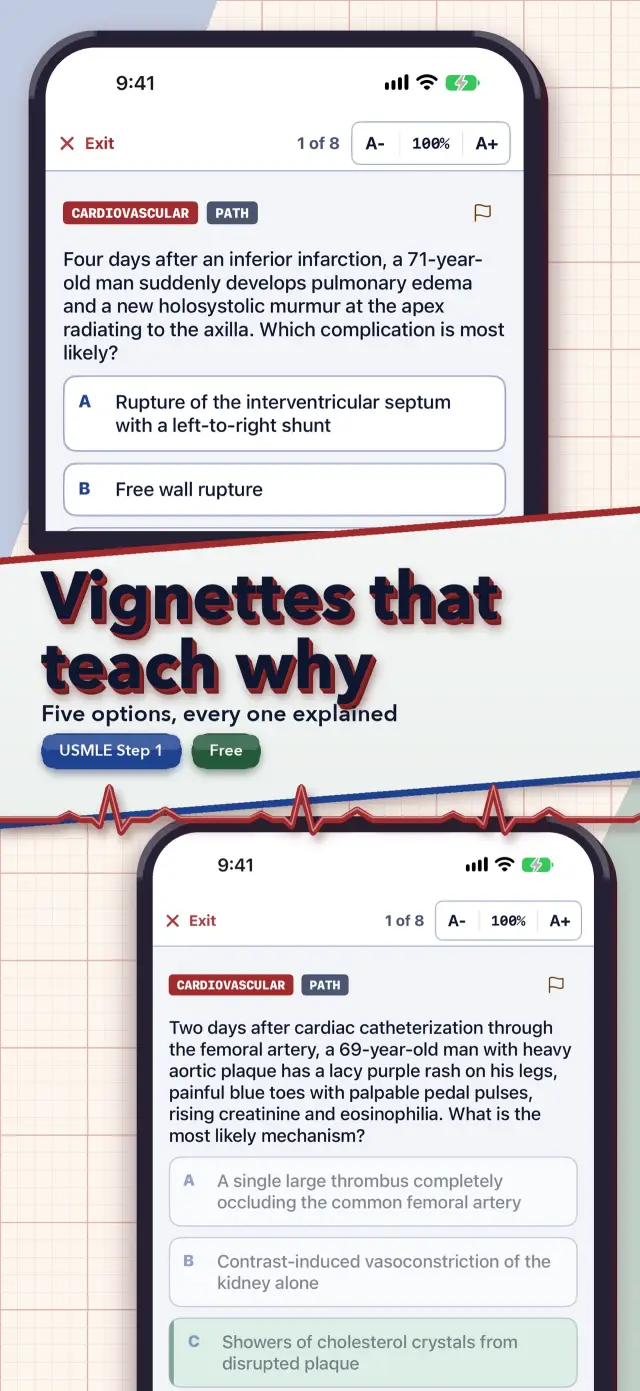 9:41
Exit
1 of 8
A- 100% A+
CARDIOVASCULAR PATH
Four days after an inferior infarction, a 71-year-
old man suddenly develops pulmonary edema
and a new holosystolic murmur at the apex
radiating to the axilla. Which complication is most
likely?
A Rupture of the interventricular septum
with a left-to-right shunt
B Free wall rupture
Vignettes that
teach why
Five options, every one explained
USMLE Step 1 Free
9:41
Exit
1 of 8
A- 100% A+
CARDIOVASCULAR PATH
Two days after cardiac catheterization through
the femoral artery, a 69-year-old man with heavy
aortic plaque has a lacy purple rash on his legs,
painful blue toes with palpable pedal pulses,
rising creatinine and eosinophilia. What is the
most likely mechanism?
A A single large thrombus completely
occluding the common femoral artery
B Contrast-induced vasoconstriction of the
kidney alone
C Showers of cholesterol crystals from
disrupted plaque